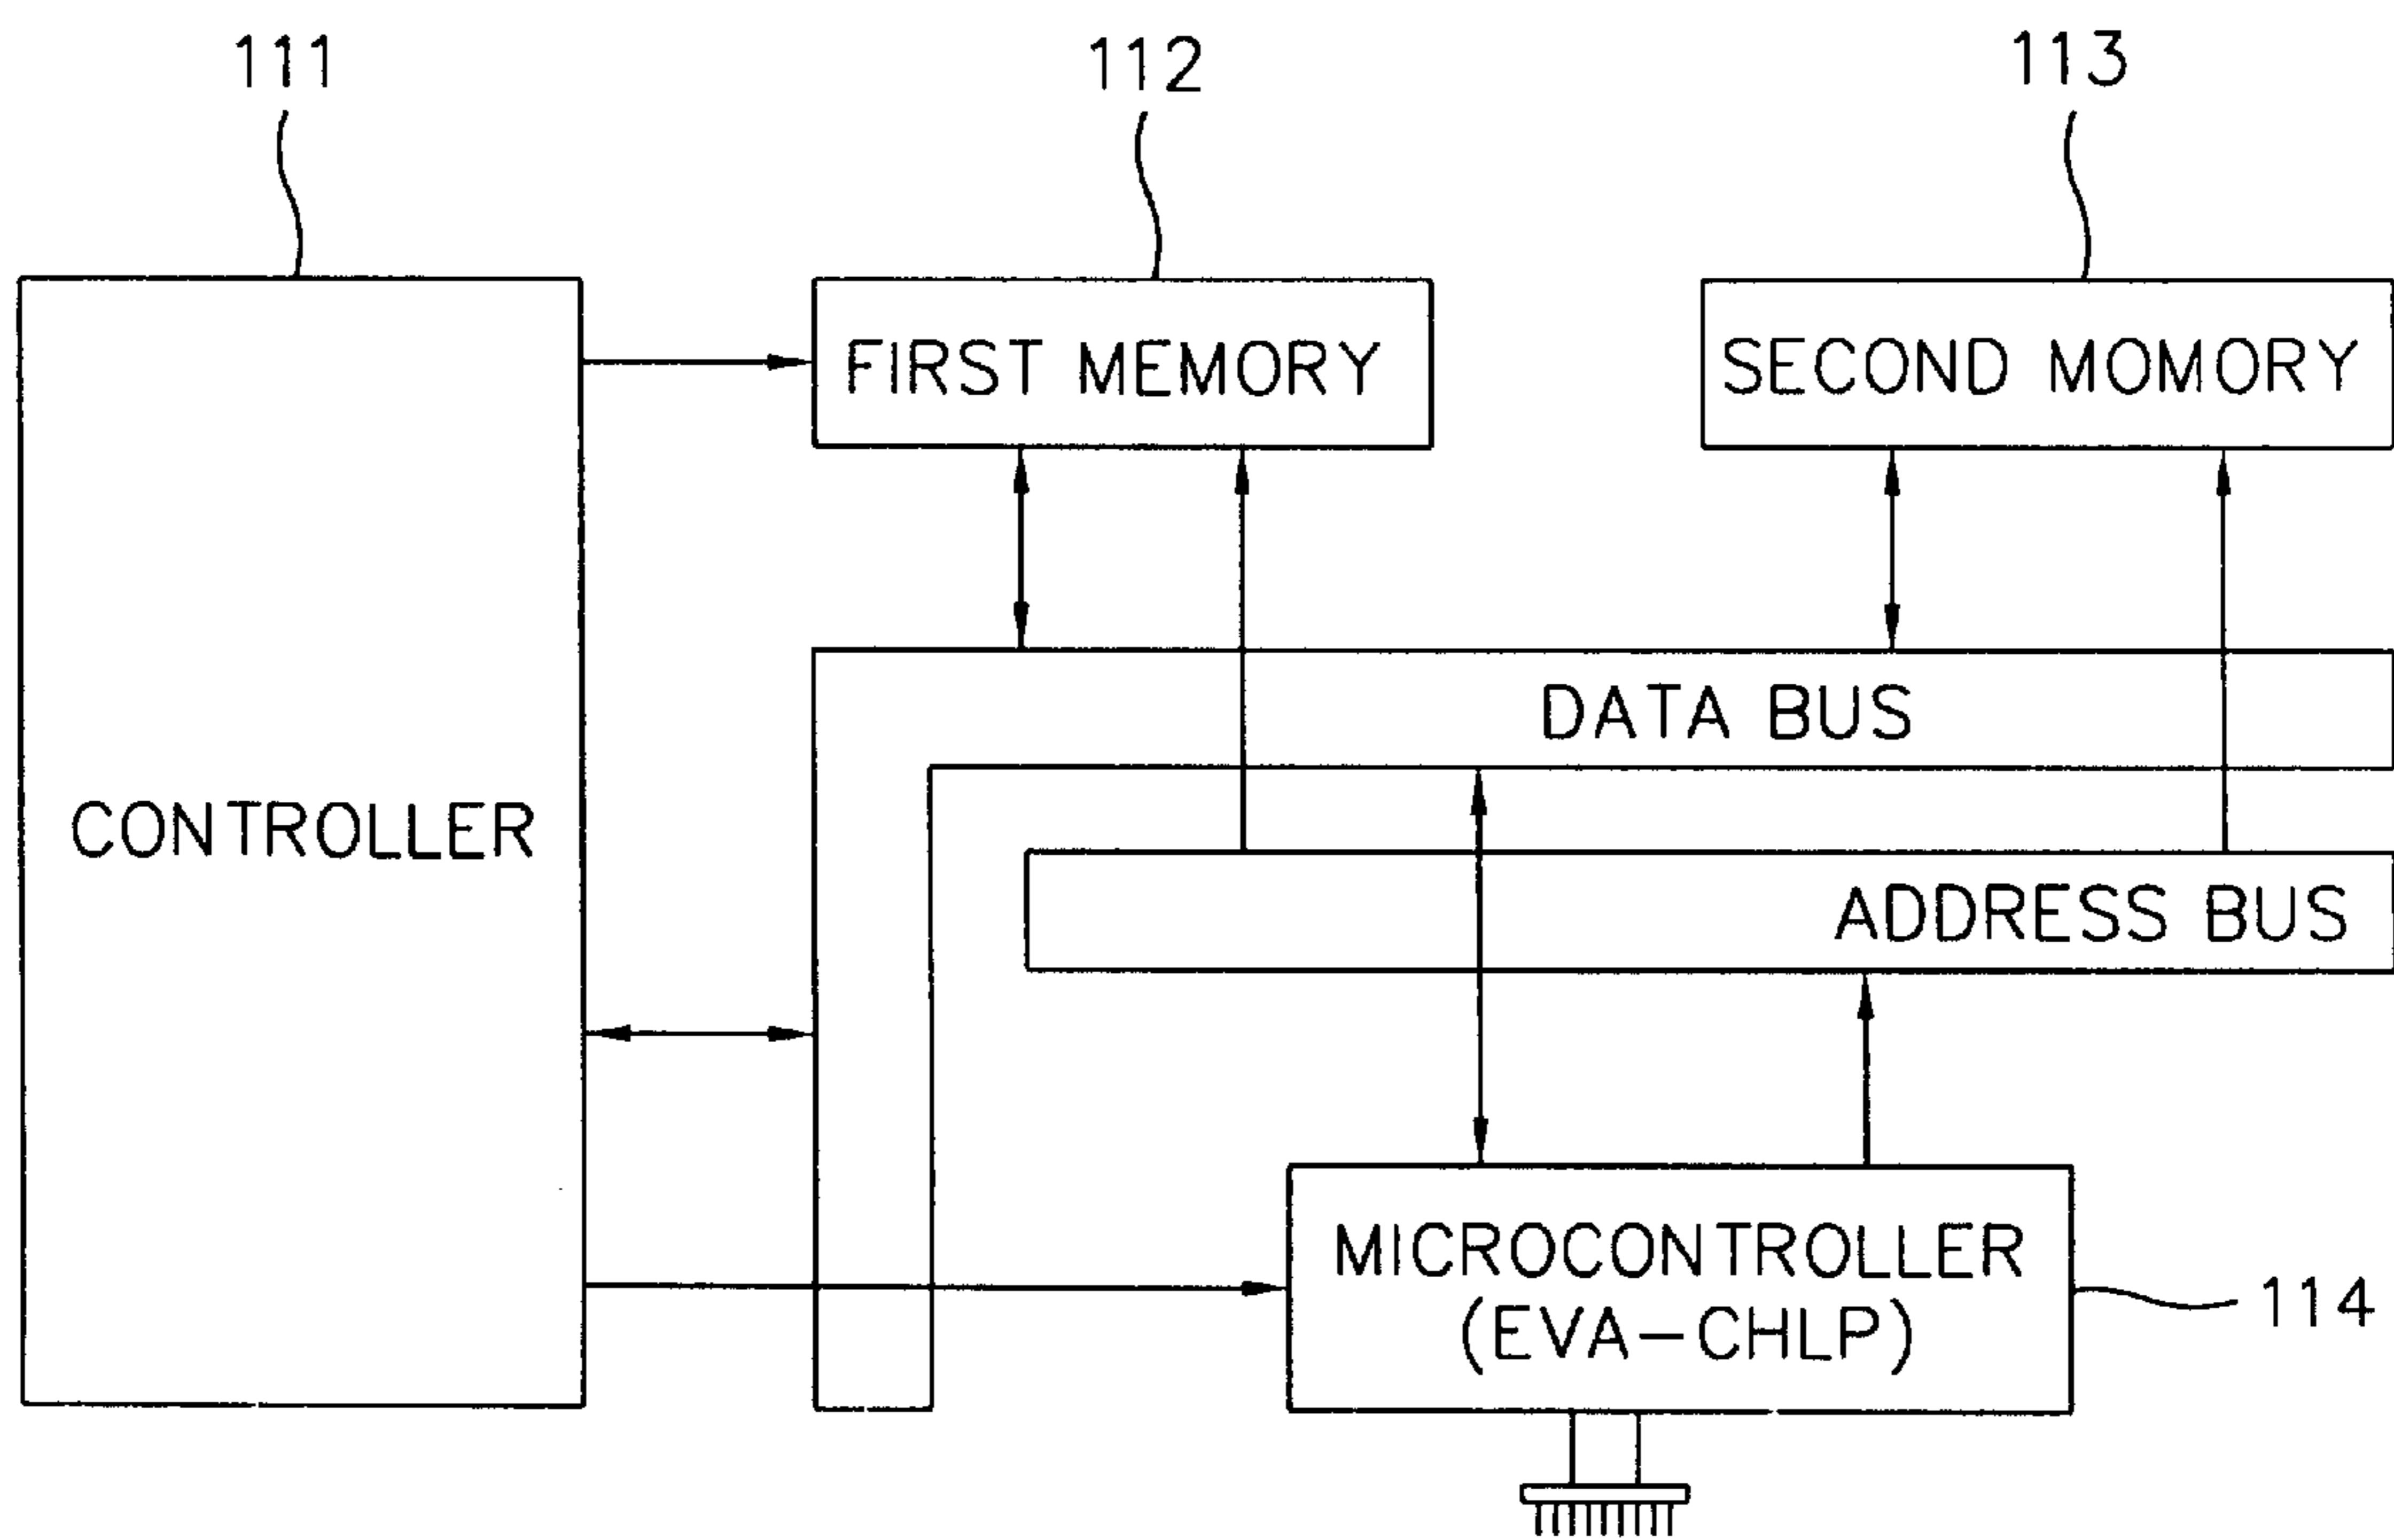 111
112
113
FIRST MEMORY
SECOND MOMORY
DATA BUS
CONTROLLER
ADDRESS BUS
MICROCONTROLLER
(EVA-CHLP)
114